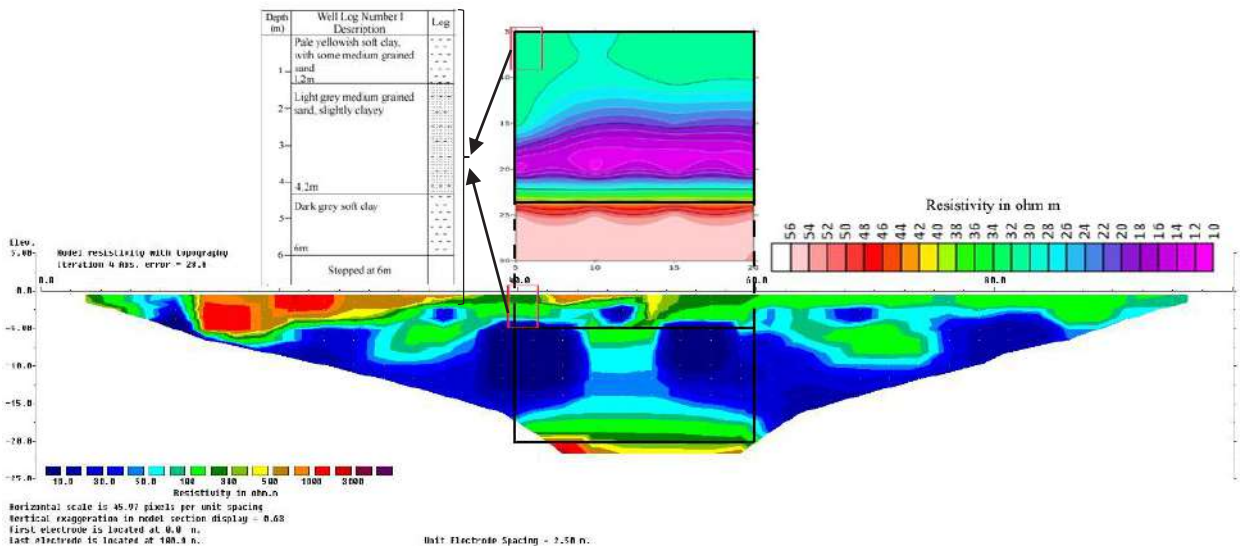 Depth (m) Well Log Number 1 Description Log
Pale yellowish soft clay,
with some medium grained
sand
1
1.2m
Light grey medium grained
sand, slightly clayey
2
3
4
4.2m
Dark grey soft clay
5
6m
6
Stopped at 6m
5
10
15
20
25
30
5 10 15 20
Resistivity in ohm m
56 54 52 50 48 46 44 42 40 38 36 34 32 30 28 26 24 22 20 18 16 14 12 10
Elev.
Model resistivity with topography
Iteration 4 Abs. error = 28.0
5.00
0.0 40.0 60.0 80.0
0.0
-5.00
-10.0
-15.0
-20.0
-25.0
10.0 30.0 50.0 100 300 500 1000 3000
Resistivity in ohm.m
Horizontal scale is 45.97 pixels per unit spacing
Vertical exaggeration in model section display = 0.63
First electrode is located at 0.0 m.
Last electrode is located at 100.0 m.
Unit Electrode Spacing = 2.50 m.